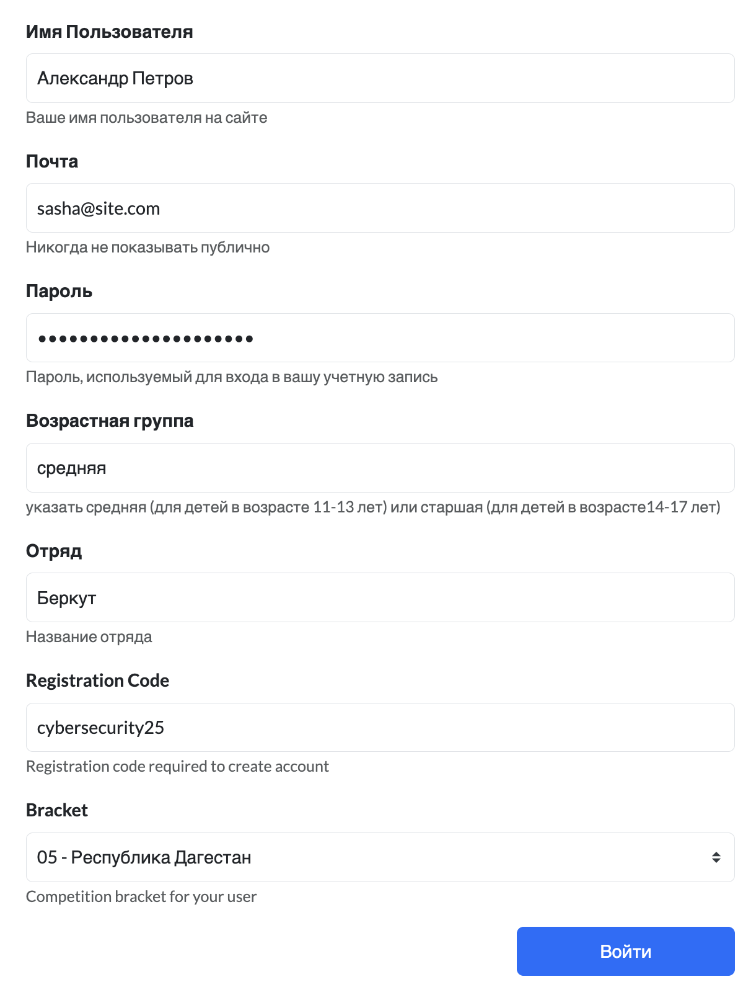 Имя Пользователя
Александр Петров
Ваше имя пользователя на сайте
Почта
sasha@site.com
Никогда не показывать публично
Пароль
•••••••••••••••••••••
Пароль, используемый для входа в вашу учетную запись
Возрастная группа
средняя
указать средняя (для детей в возрасте 11-13 лет) или старшая (для детей в возрасте14-17 лет)
Отряд
Беркут
Название отряда
Registration Code
cybersecurity25
Registration code required to create account
Bracket
05 - Республика Дагестан
Competition bracket for your user
Войти